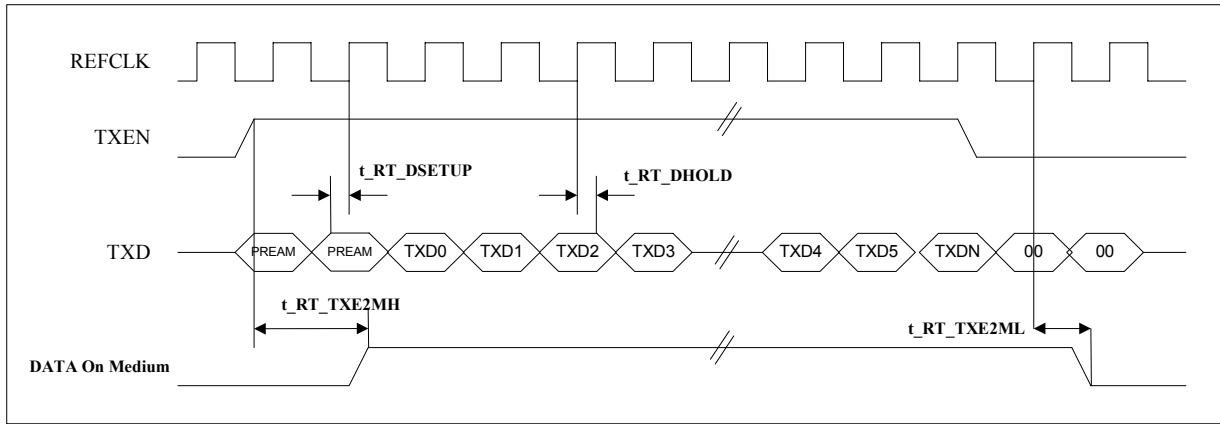 REFCLK
TXEN
t_RT_DSETUP
t_RT_DHOLD
TXD
PREAM PREAM TXD0 TXD1 TXD2 TXD3 TXD4 TXD5 TXDN 00 00
t_RT_TXE2MH
t_RT_TXE2ML
DATA On Medium